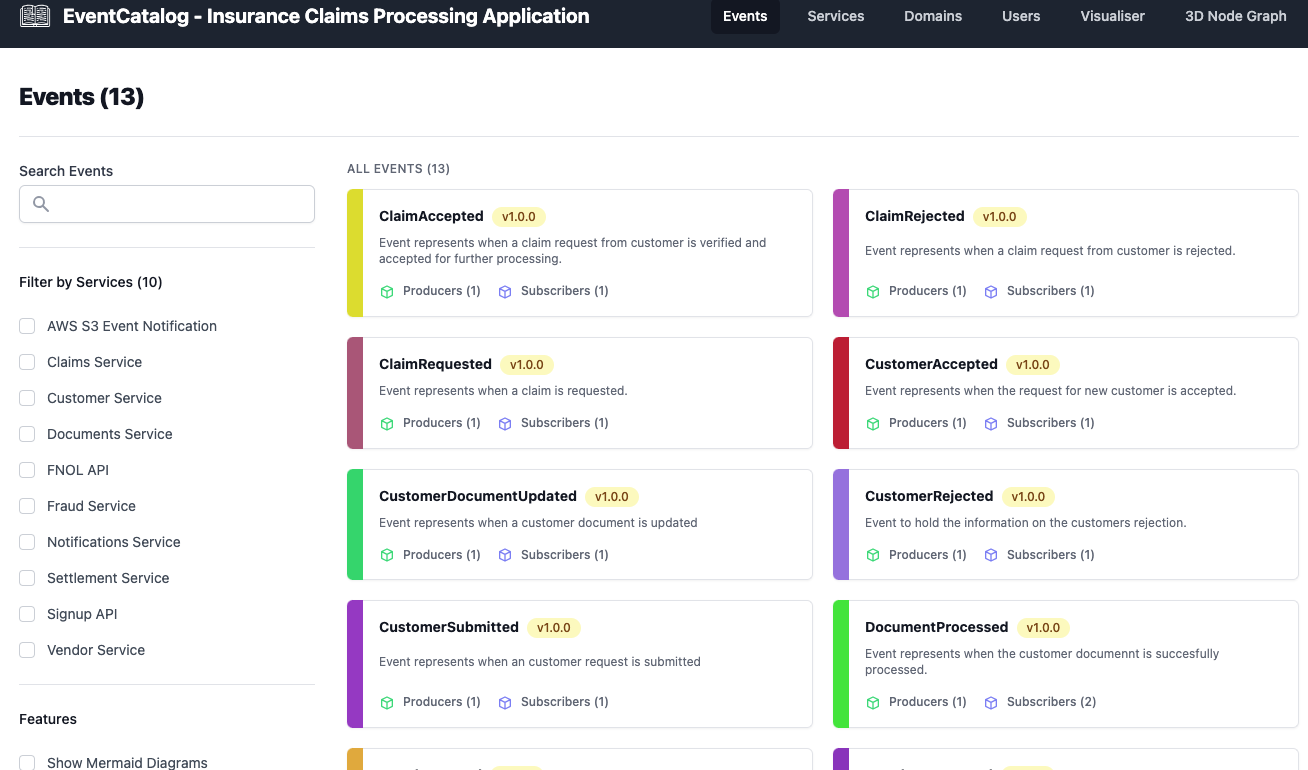 EventCatalog - Insurance Claims Processing Application
Events
Services
Domains
Users
Visualiser
3D Node Graph
Events (13)
Search Events
Filter by Services (10)
AWS S3 Event Notification
Claims Service
Customer Service
Documents Service
FNOL API
Fraud Service
Notifications Service
Settlement Service
Signup API
Vendor Service
Features
Show Mermaid Diagrams
ALL EVENTS (13)
ClaimAccepted v1.0.0
Event represents when a claim request from customer is verified and
accepted for further processing.
Producers (1) Subscribers (1)
ClaimRejected v1.0.0
Event represents when a claim request from customer is rejected.
Producers (1) Subscribers (1)
ClaimRequested v1.0.0
Event represents when a claim is requested.
Producers (1) Subscribers (1)
CustomerAccepted v1.0.0
Event represents when the request for new customer is accepted.
Producers (1) Subscribers (1)
CustomerDocumentUpdated v1.0.0
Event represents when a customer document is updated
Producers (1) Subscribers (1)
CustomerRejected v1.0.0
Event to hold the information on the customers rejection.
Producers (1) Subscribers (1)
CustomerSubmitted v1.0.0
Event represents when an customer request is submitted
Producers (1) Subscribers (1)
DocumentProcessed v1.0.0
Event represents when the customer documennt is succesfully
processed.
Producers (1) Subscribers (2)